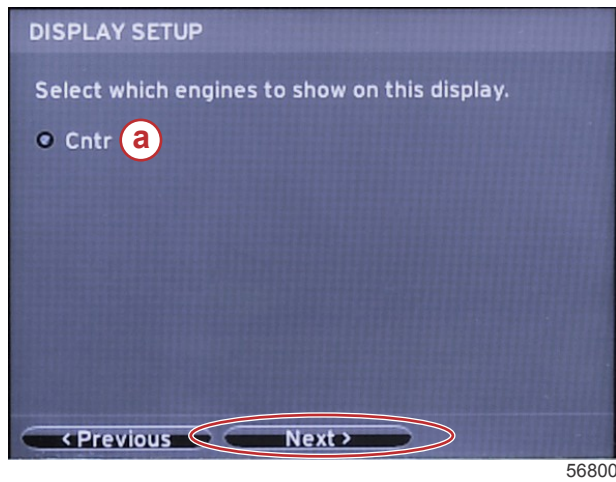 DISPLAY SETUP
Select which engines to show on this display.
Cntr a
< Previous Next >
56800